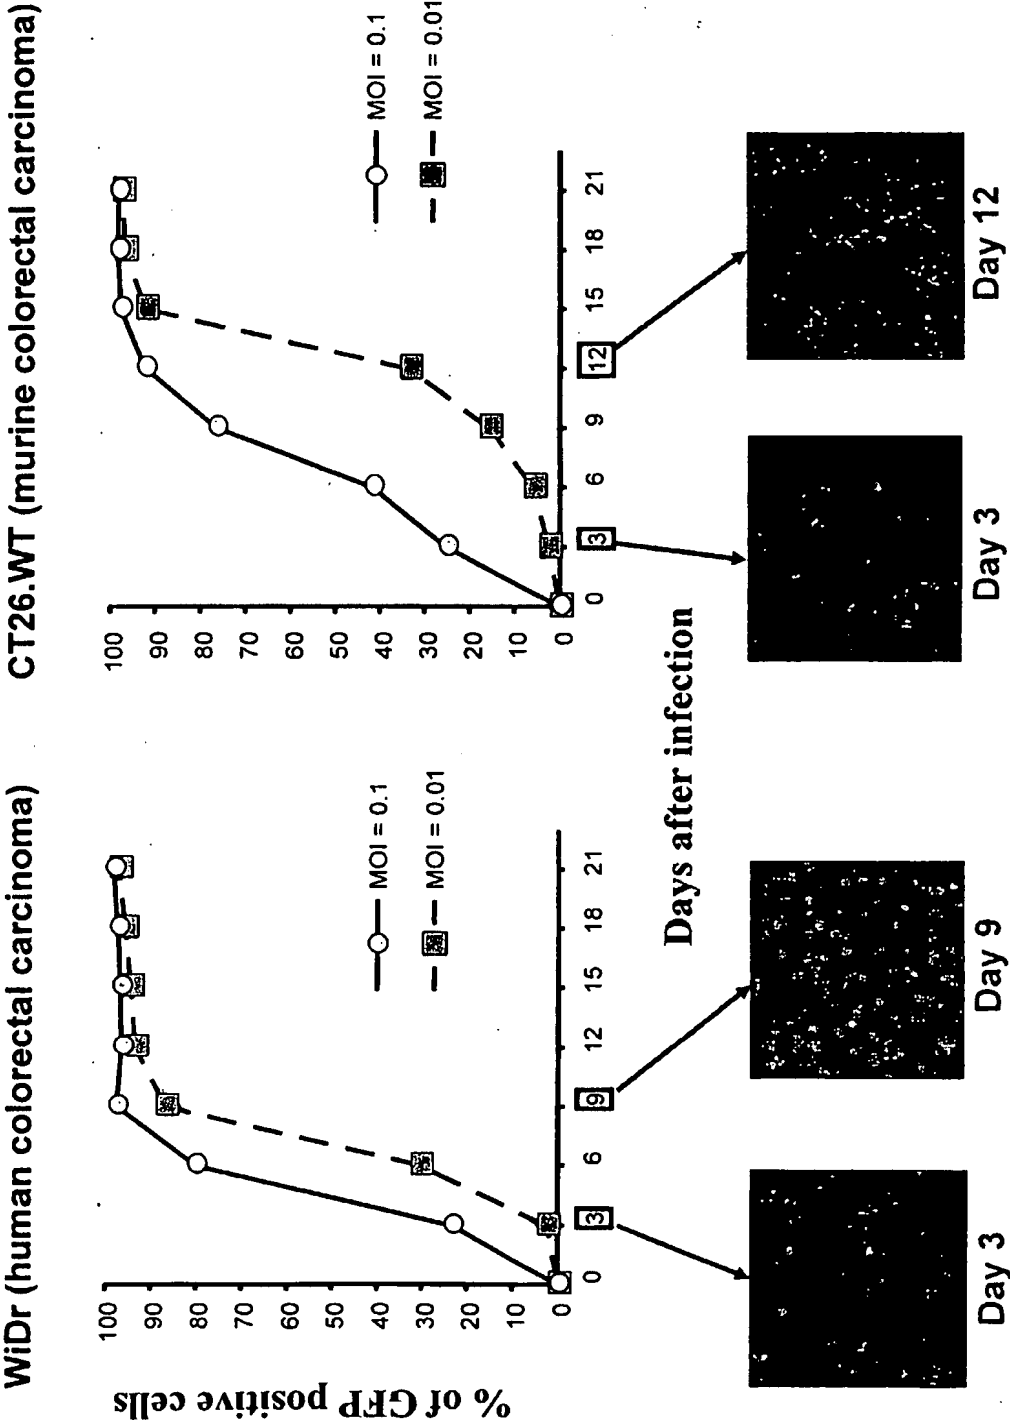 WiDr (human colorectal carcinoma)
% of GFP positive cells
100
90
80
70
60
50
40
30
20
10
0
MOI = 0.1
MOI = 0.01
0 3 6 9 12 15 18 21
Day 3
Day 9
CT26.WT (murine colorectal carcinoma)
100
90
80
70
60
50
40
30
20
10
0
MOI = 0.1
MOI = 0.01
0 3 6 9 12 15 18 21
Days after infection
Day 3
Day 12